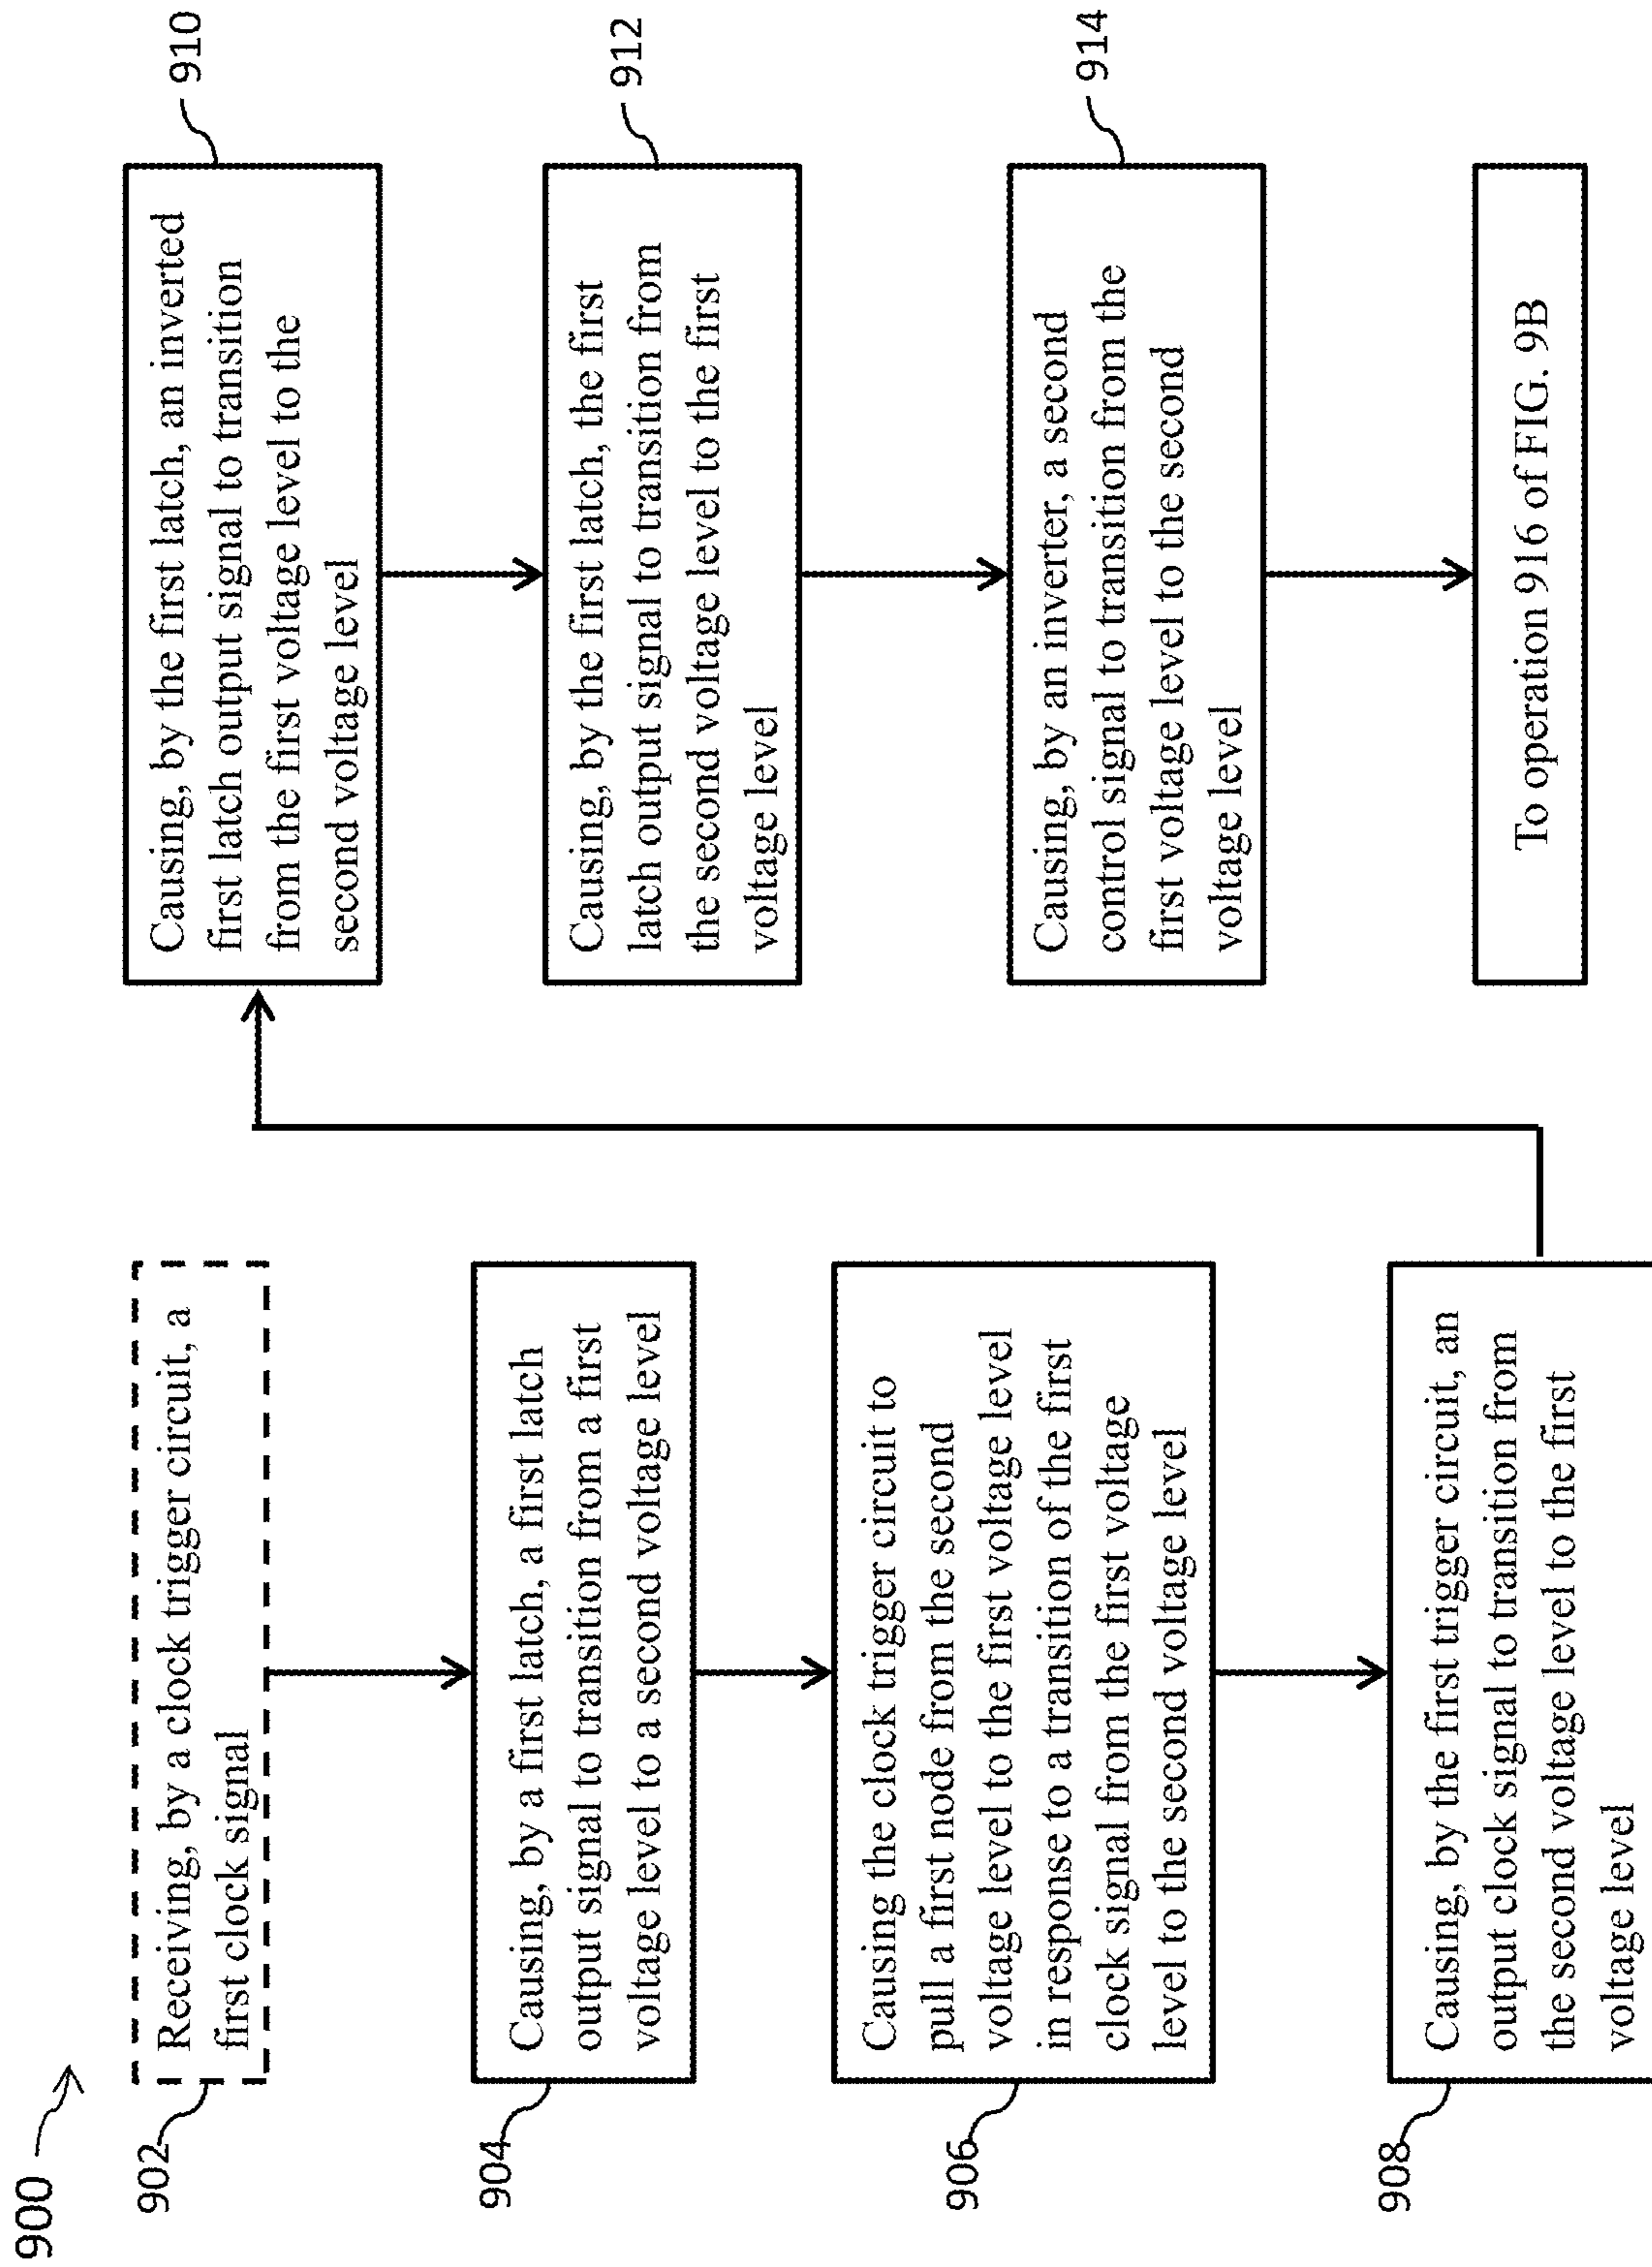 900
902
Receiving, by a clock trigger circuit, a
first clock signal
904
Causing, by a first latch, a first latch
output signal to transition from a first
voltage level to a second voltage level
906
Causing the clock trigger circuit to
pull a first node from the second
voltage level to the first voltage level
in response to a transition of the first
clock signal from the first voltage
level to the second voltage level
908
Causing, by the first trigger circuit, an
output clock signal to transition from
the second voltage level to the first
voltage level
910
Causing, by the first latch, an inverted
first latch output signal to transition
from the first voltage level to the
second voltage level
912
Causing, by the first latch, the first
latch output signal to transition from
the second voltage level to the first
voltage level
914
Causing, by an inverter, a second
control signal to transition from the
first voltage level to the second
voltage level
To operation 916 of FIG. 9B